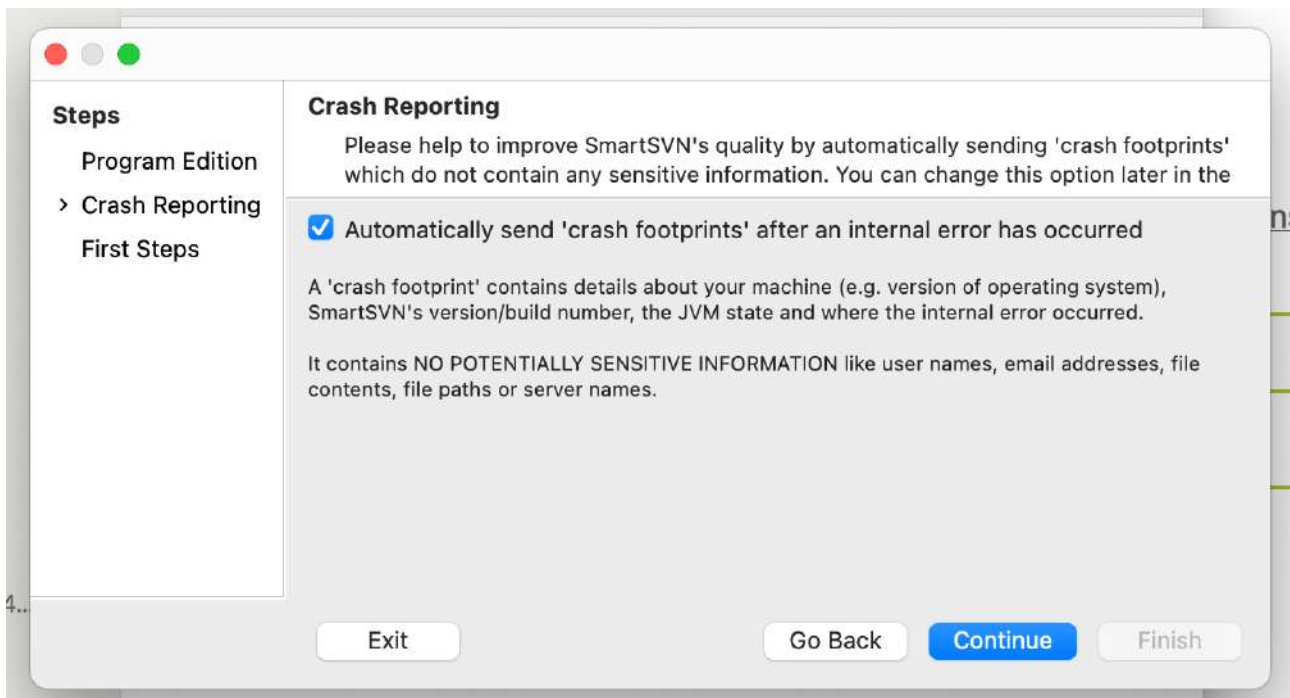 Steps
Program Edition
› Crash Reporting
First Steps
Crash Reporting
Please help to improve SmartSVN's quality by automatically sending 'crash footprints'
which do not contain any sensitive information. You can change this option later in the
Automatically send 'crash footprints' after an internal error has occurred
A 'crash footprint' contains details about your machine (e.g. version of operating system),
SmartSVN's version/build number, the JVM state and where the internal error occurred.
It contains NO POTENTIALLY SENSITIVE INFORMATION like user names, email addresses, file
contents, file paths or server names.
4...
Exit
Go Back
Continue
Finish